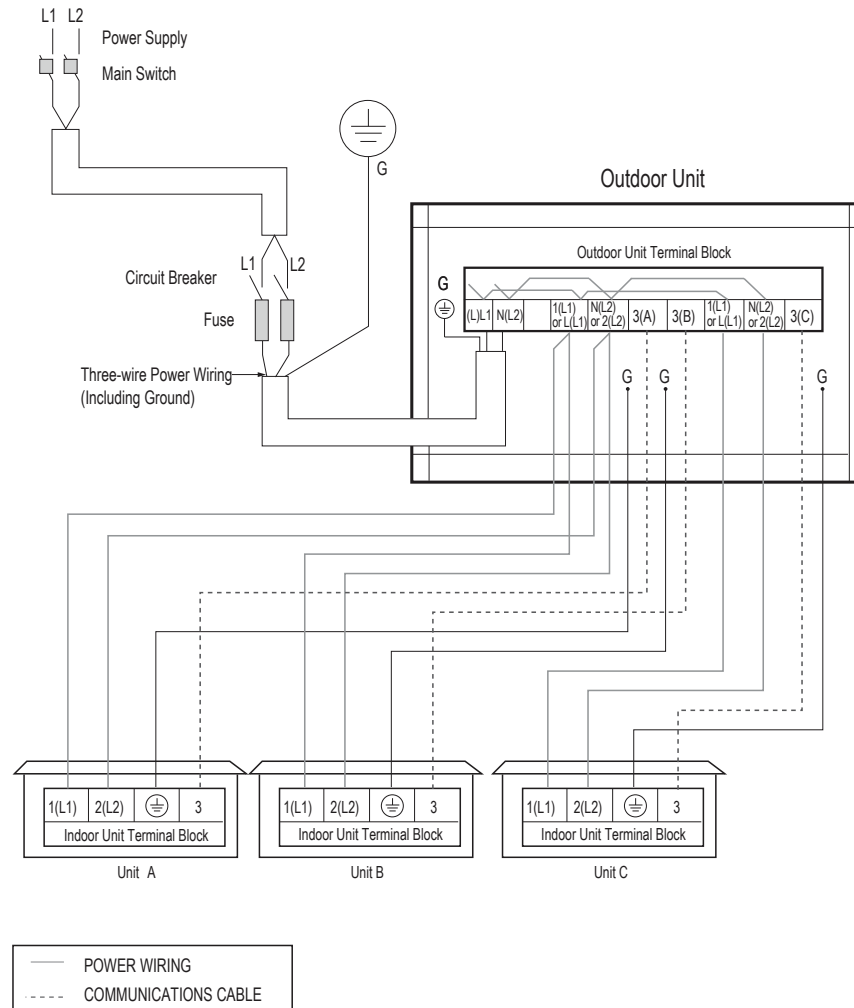 L1 L2
Power Supply
Main Switch
G
Outdoor Unit
Outdoor Unit Terminal Block
L1 L2
Circuit Breaker
Fuse
Three-wire Power Wiring
(Including Ground)
G
(L)L1 N(L2) 1(L1) or L(L1) N(L2) or 2(L2) 3(A) 3(B) 1(L1) or L(L1) N(L2) or 2(L2) 3(C)
G G G
1(L1) 2(L2) 3
Indoor Unit Terminal Block
Unit A
1(L1) 2(L2) 3
Indoor Unit Terminal Block
Unit B
1(L1) 2(L2) 3
Indoor Unit Terminal Block
Unit C
POWER WIRING
COMMUNICATIONS CABLE